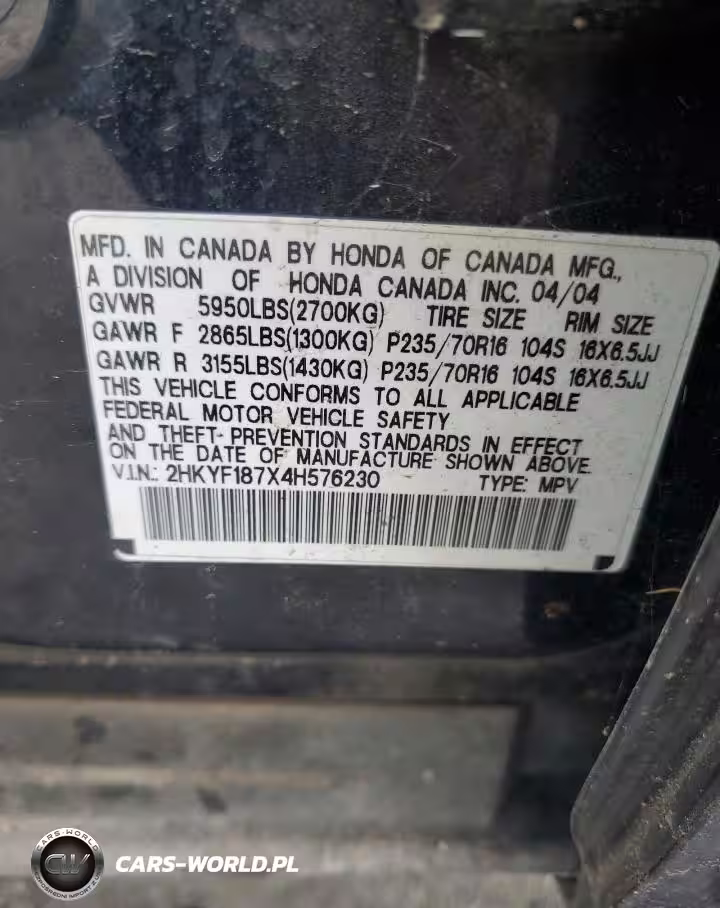 MFD. IN CANADA BY HONDA OF CANADA MFG.,
A DIVISION OF HONDA CANADA INC. 04/04
GVWR 5950LBS(2700KG) TIRE SIZE RIM SIZE
GAWR F 2865LBS(1300KG) P235/70R16 104S 16X6.5JJ
GAWR R 3155LBS(1430KG) P235/70R16 104S 16X6.5JJ
THIS VEHICLE CONFORMS TO ALL APPLICABLE
FEDERAL MOTOR VEHICLE SAFETY
AND THEFT-PREVENTION STANDARDS IN EFFECT
ON THE DATE OF MANUFACTURE SHOWN ABOVE.
V.I.N.: 2HKYF187X4H576230 TYPE: MPV
CARS-WORLD
CW
CARS-WORLD.PL